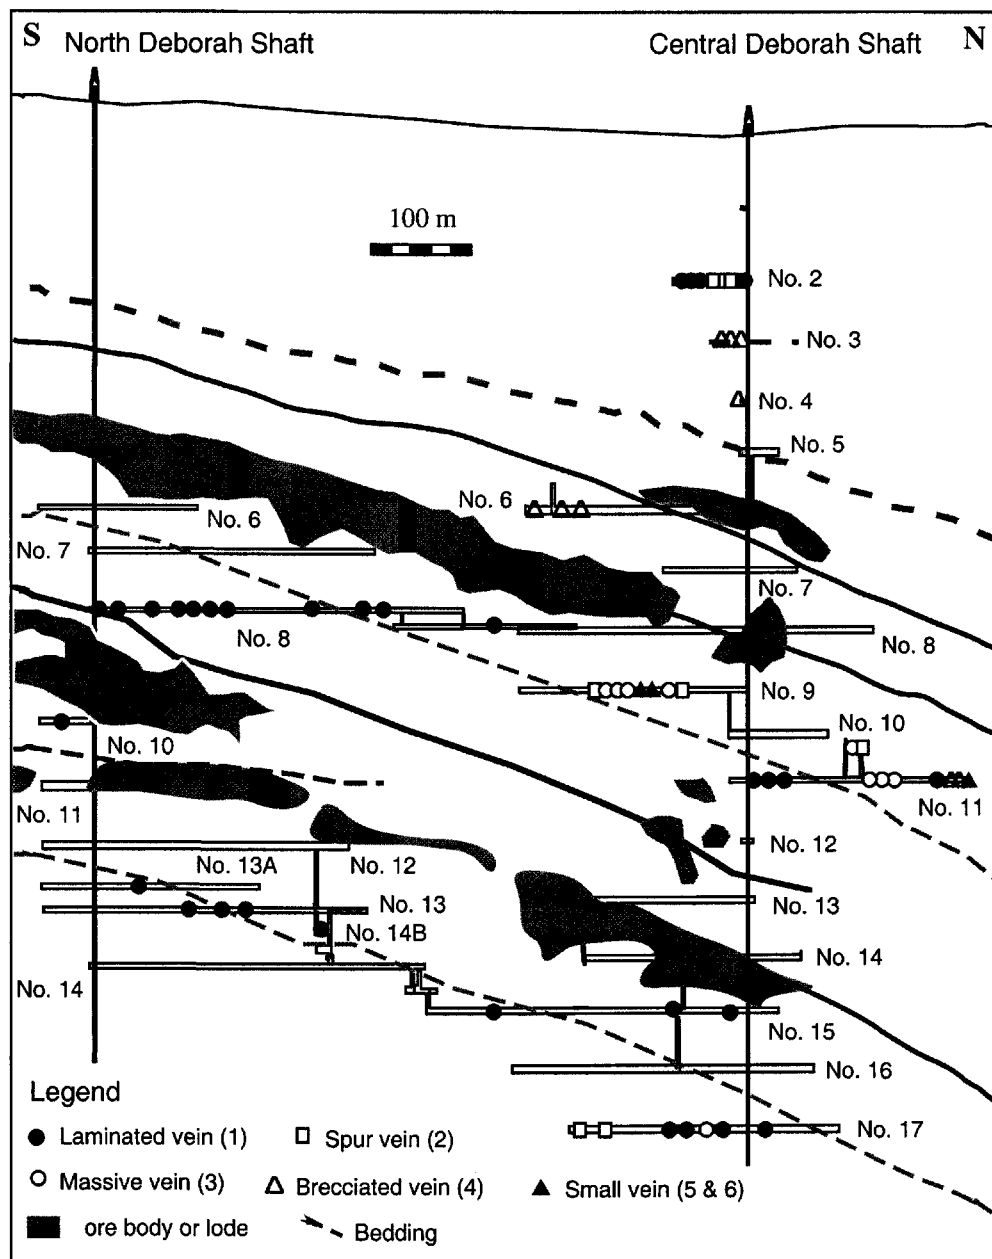 S North Deborah Shaft Central Deborah Shaft N
100 m
No. 2
No. 3
No. 4
No. 5
No. 6 No. 6
No. 7 No. 7
No. 8 No. 8
No. 9
No. 10 No. 10
No. 11 No. 11
No. 13A No. 12 No. 12
No. 13 No. 13
No. 14B No. 14
No. 14 No. 15
No. 16
Legend
No. 17
Laminated vein (1) Spur vein (2)
Massive vein (3) Brecciated vein (4) Small vein (5 & 6)
ore body or lode Bedding